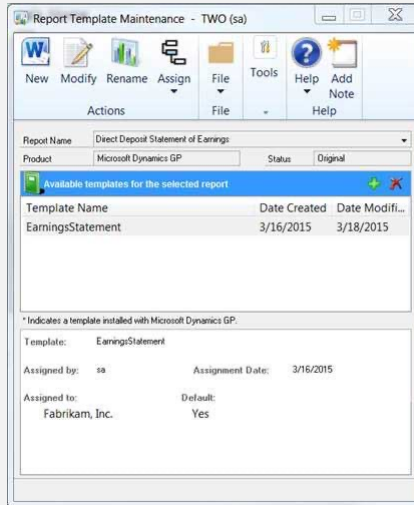 Report Template Maintenance - TWO (sa)
New Modify Rename Assign File Tools Help Add Note
Actions File Help
Report Name Direct Deposit Statement of Earnings
Product Microsoft Dynamics GP Status Original
Available templates for the selected report
Template Name Date Created Date Modifi...
EarningsStatement 3/16/2015 3/18/2015
* Indicates a template installed with Microsoft Dynamics GP.
Template: EarningsStatement
Assigned by: sa Assignment Date: 3/16/2015
Assigned to: Default:
Fabrikam, Inc. Yes